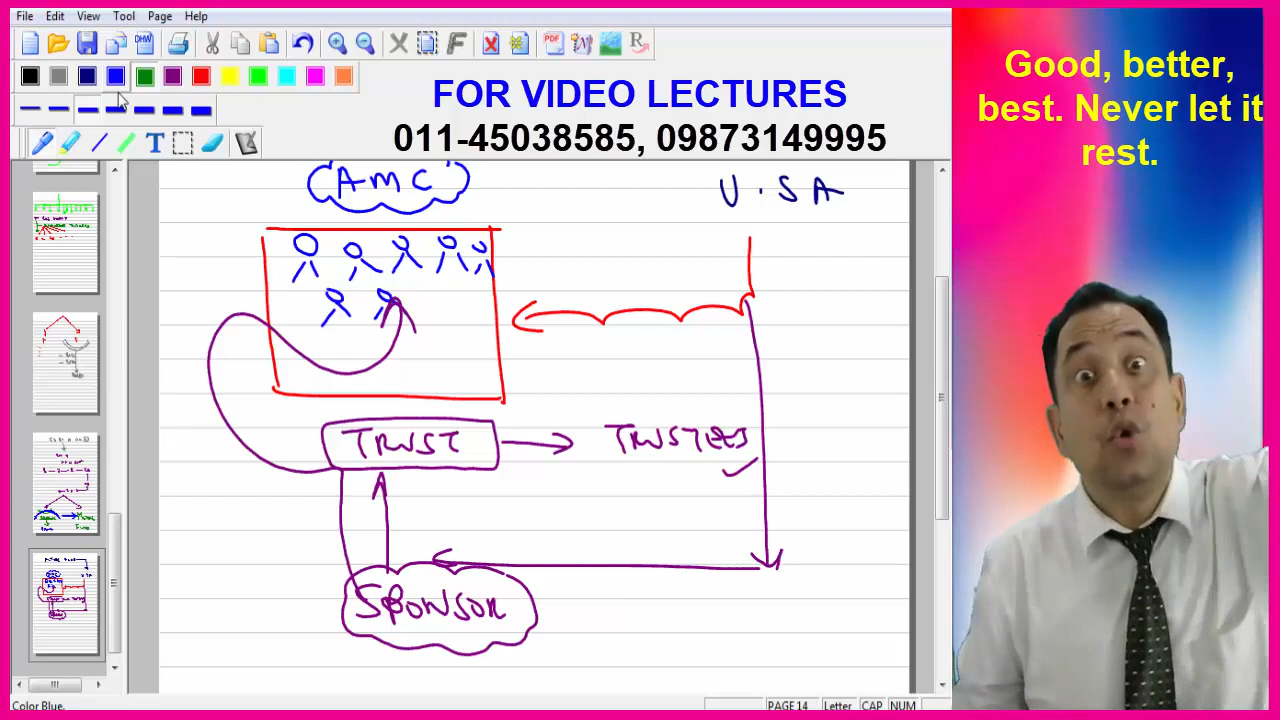 File Edit View Tool Page Help
FOR VIDEO LECTURES
011-45038585, 09873149995
Good, better,
best. Never let it
rest.
AMC
U.S.A
TRUST
TRUSTEES
SPONSOR
Color Blue.
PAGE 14 Letter CAP NUM